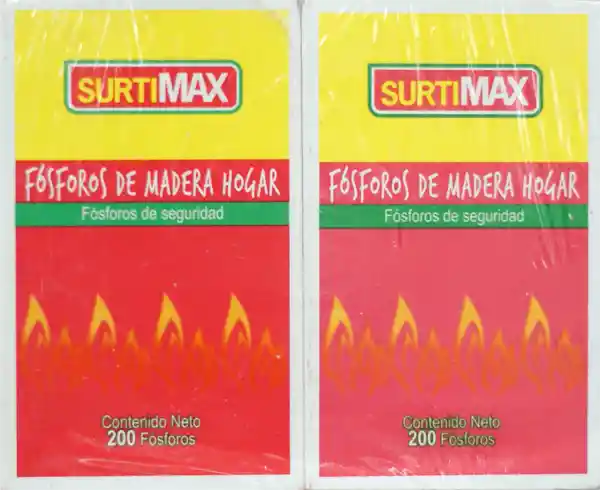 SURTIMAX
FÓSFOROS DE MADERA HOGAR
Fósforos de seguridad
Contenido Neto
200 Fosforos
SURTIMAX
FÓSFOROS DE MADERA HOGAR
Fósforos de seguridad
Contenido Neto
200 Fosforos